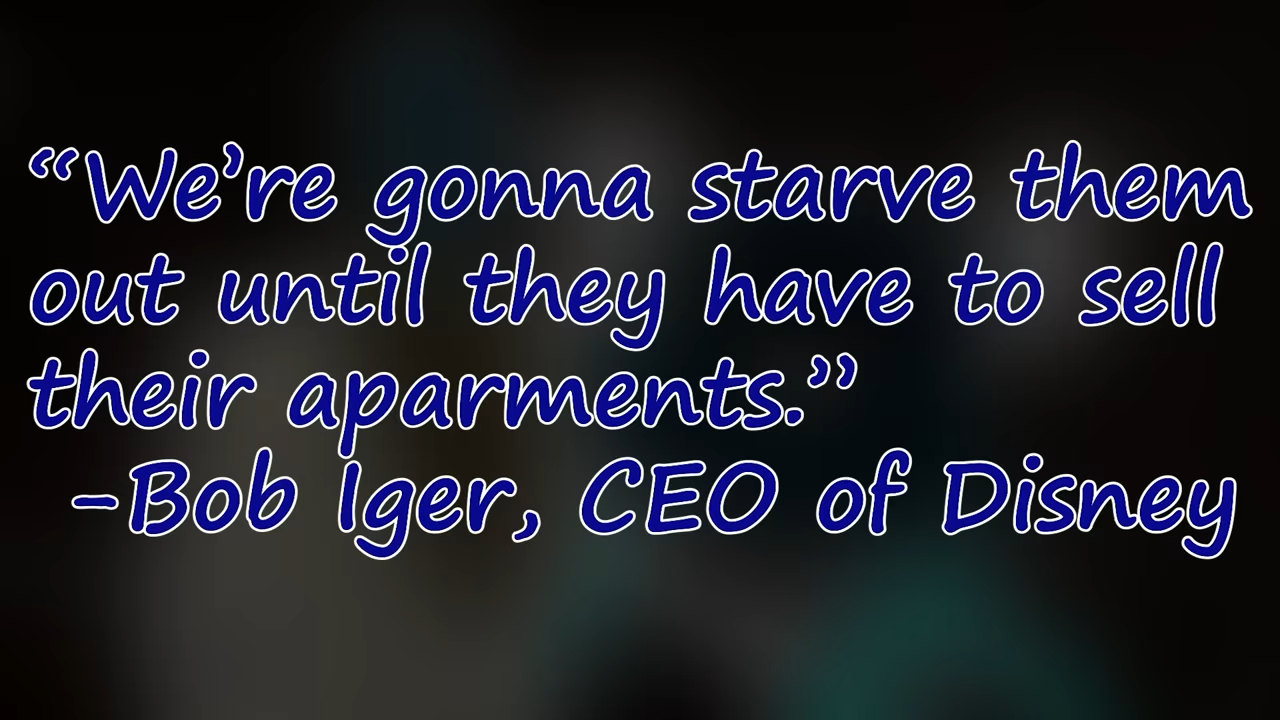 “We’re gonna starve them
out until they have to sell
their aparments.”
-Bob Iger, CEO of Disney